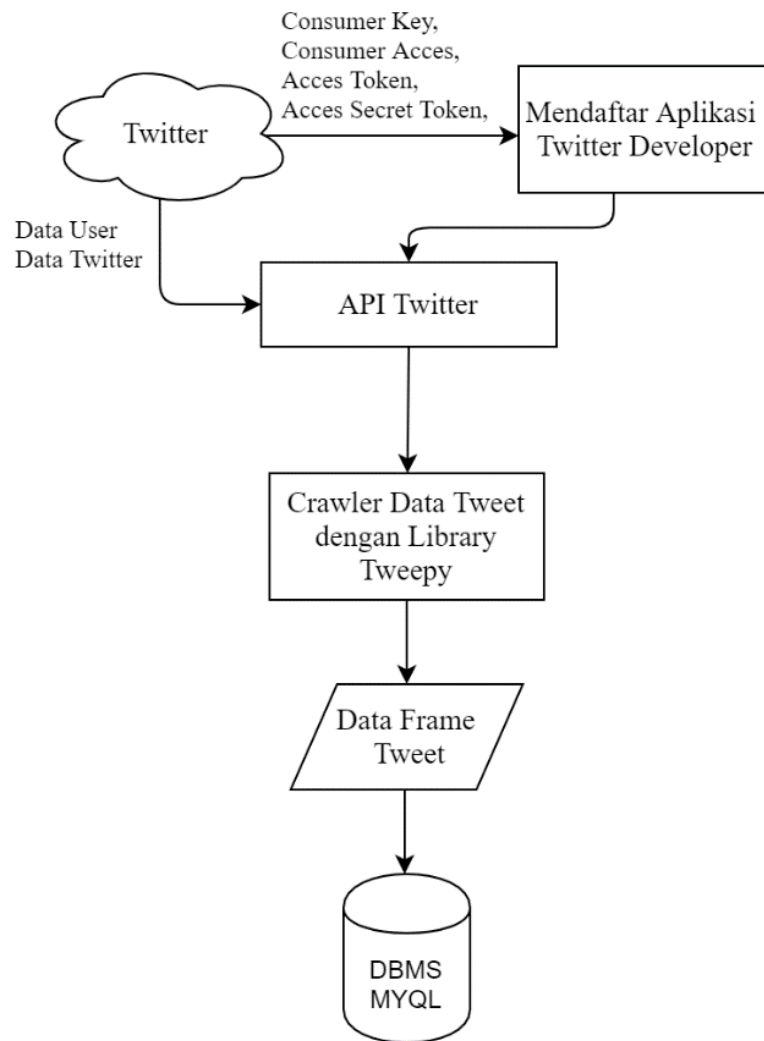 Consumer Key,
Consumer Acces,
Acces Token,
Acces Secret Token,
Twitter
Mendaftar Aplikasi
Twitter Developer
Data User
Data Twitter
API Twitter
Crawler Data Tweet
dengan Library
Tweepy
Data Frame
Tweet
DBMS
MYQL